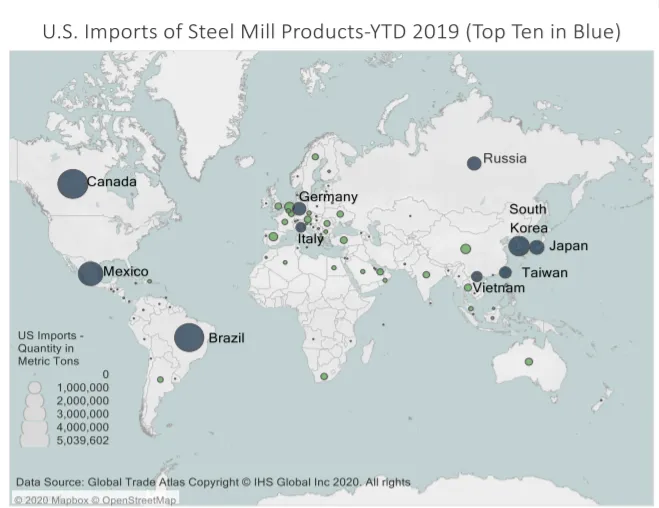 U.S. Imports of Steel Mill Products-YTD 2019 (Top Ten in Blue)
Russia
Canada
Germany
South
Korea
Italy
Japan
Mexico
Taiwan
Vietnam
Brazil
US Imports -
Quantity in
Metric Tons
0
1,000,000
2,000,000
3,000,000
4,000,000
5,039,602
Data Source: Global Trade Atlas Copyright © IHS Global Inc 2020. All rights
© 2020 Mapbox © OpenStreetMap